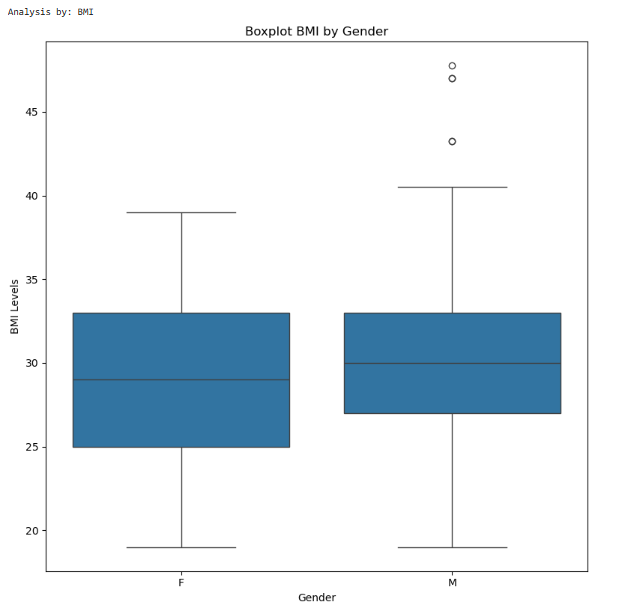 Analysis by: BMI
Boxplot BMI by Gender
45
40
35
30
25
20
BMI Levels
F
M
Gender